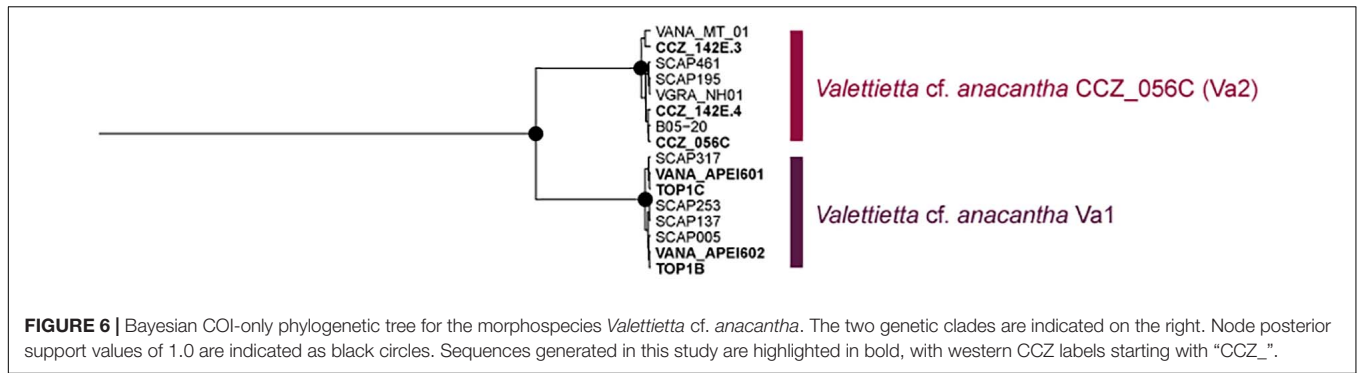 VANA_MT_01
CCZ_142E.3
SCAP461
SCAP195
VGRA_NH01
CCZ_142E.4
B05−20
CCZ_056C
SCAP317
VANA_APEI601
TOP1C
SCAP253
SCAP137
SCAP005
VANA_APEI602
TOP1B
Valettietta cf. anacantha CCZ_056C (Va2)
Valettietta cf. anacantha Va1
FIGURE 6 | Bayesian COI-only phylogenetic tree for the morphospecies Valettietta cf. anacantha. The two genetic clades are indicated on the right. Node posterior
support values of 1.0 are indicated as black circles. Sequences generated in this study are highlighted in bold, with western CCZ labels starting with “CCZ_”.